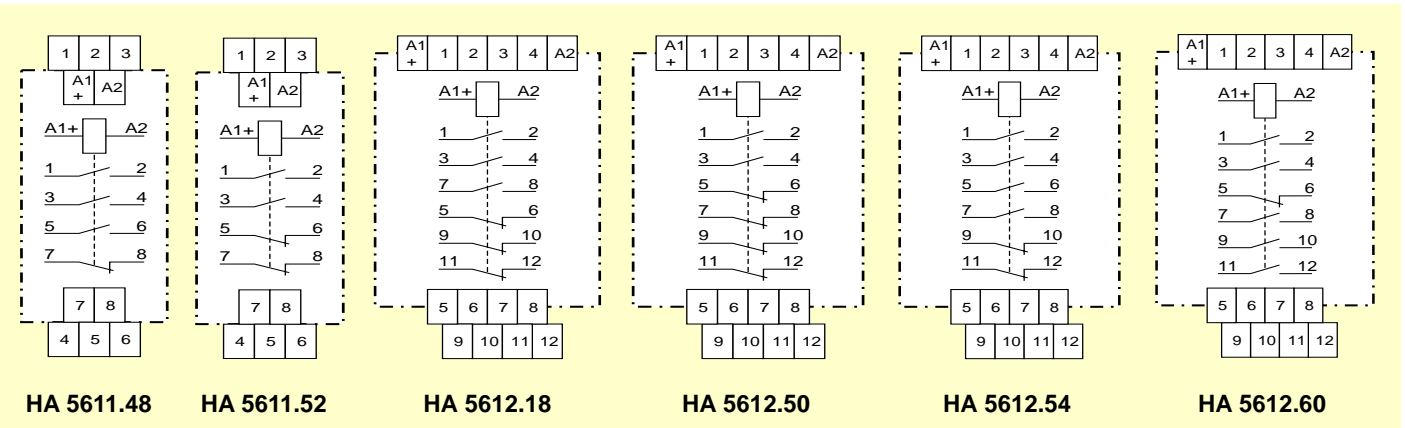 1 2 3
A1 + A2
A1+ A2
1 2
3 4
5 6
7 8
7 8
4 5 6
HA 5611.48
1 2 3
A1 + A2
A1+ A2
1 2
3 4
5 6
7 8
7 8
4 5 6
HA 5611.52
A1 + 1 2 3 4 A2
A1+ A2
1 2
3 4
7 8
5 6
9 10
11 12
5 6 7 8
9 10 11 12
HA 5612.18
A1 + 1 2 3 4 A2
A1+ A2
1 2
3 4
5 6
7 8
9 10
11 12
5 6 7 8
9 10 11 12
HA 5612.50
A1 + 1 2 3 4 A2
A1+ A2
1 2
3 4
5 6
7 8
9 10
11 12
5 6 7 8
9 10 11 12
HA 5612.54
A1 + 1 2 3 4 A2
A1+ A2
1 2
3 4
5 6
7 8
9 10
11 12
5 6 7 8
9 10 11 12
HA 5612.60